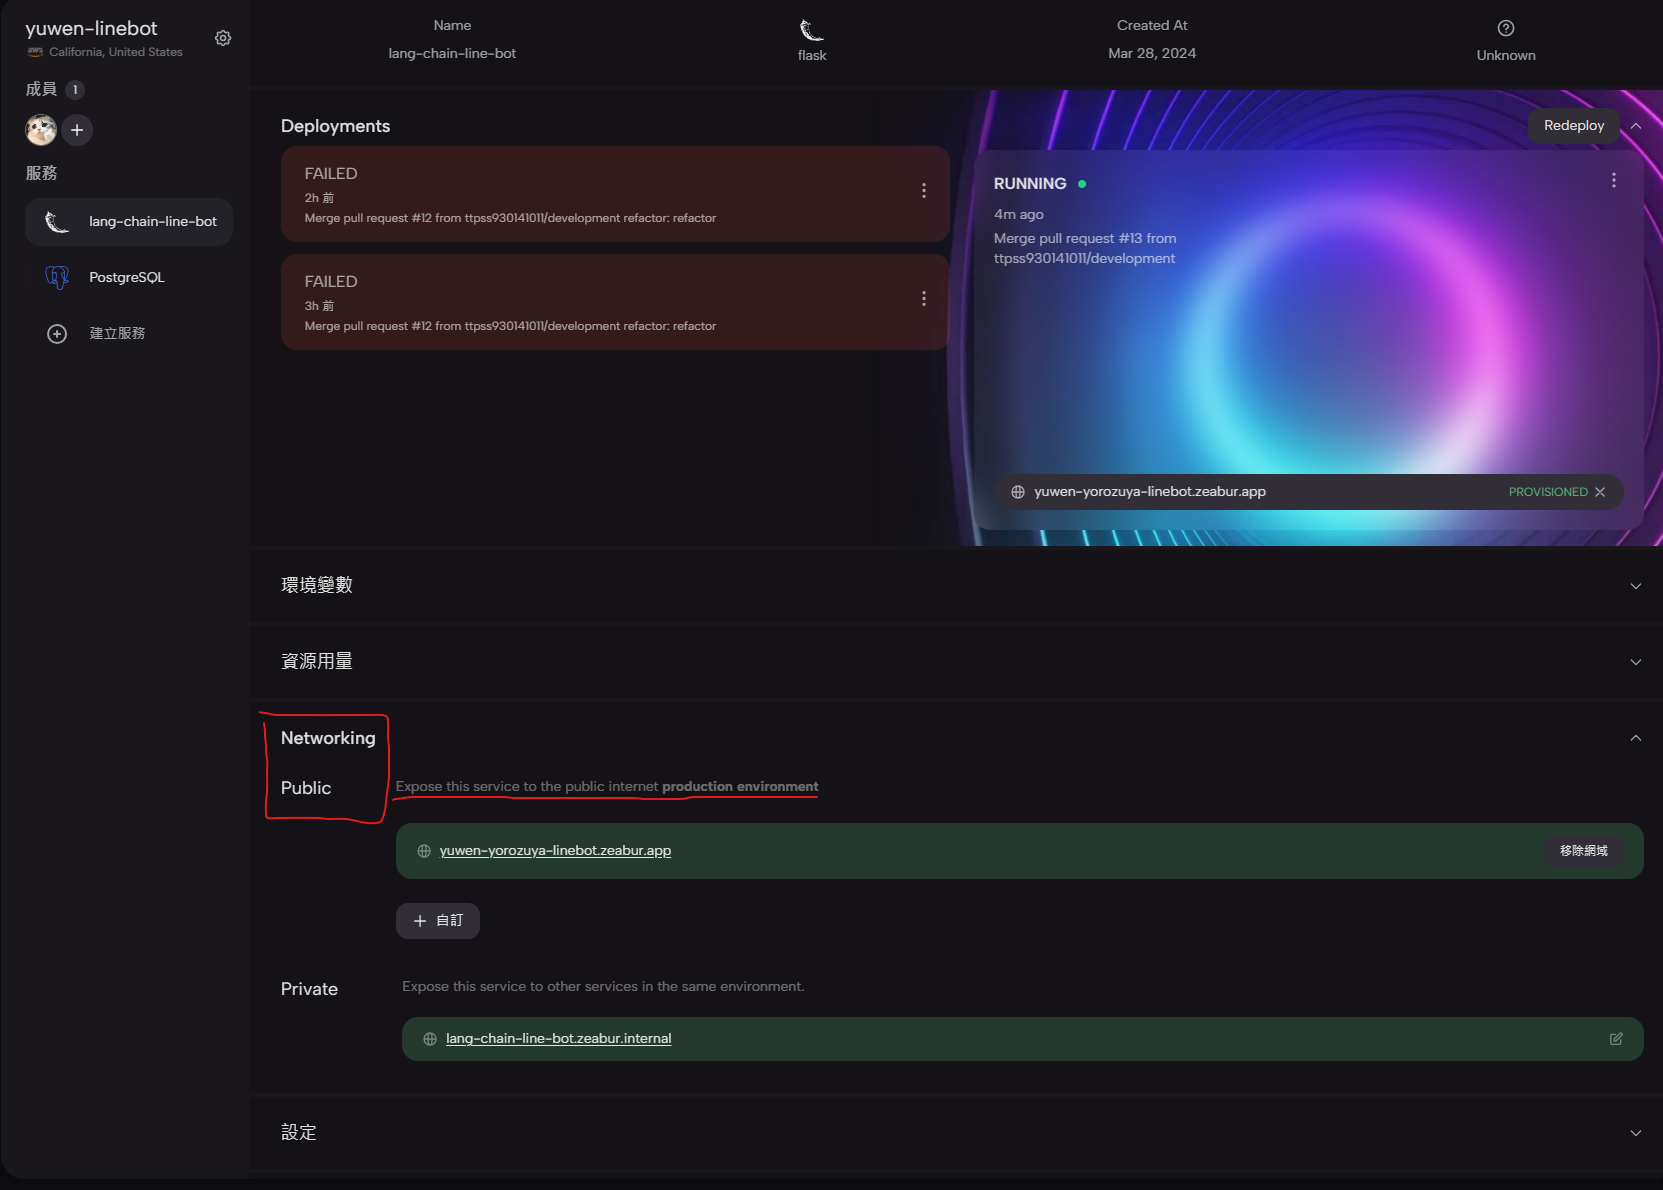 yuwen-linebot
aws California, United States
成員 1
服務
lang-chain-line-bot
PostgreSQL
建立服務
Name
lang-chain-line-bot
flask
Created At
Mar 28, 2024
Unknown
Deployments
FAILED
2h 前
Merge pull request #12 from ttpss930141011/development refactor: refactor
FAILED
3h 前
Merge pull request #12 from ttpss930141011/development refactor: refactor
Redeploy
RUNNING
4m ago
Merge pull request #13 from
ttpss930141011/development
yuwen-yorozuya-linebot.zeabur.app PROVISIONED
環境變數
資源用量
Networking
Public
Expose this service to the public internet production environment
yuwen-yorozuya-linebot.zeabur.app
移除網域
自訂
Private
Expose this service to other services in the same environment.
lang-chain-line-bot.zeabur.internal
設定